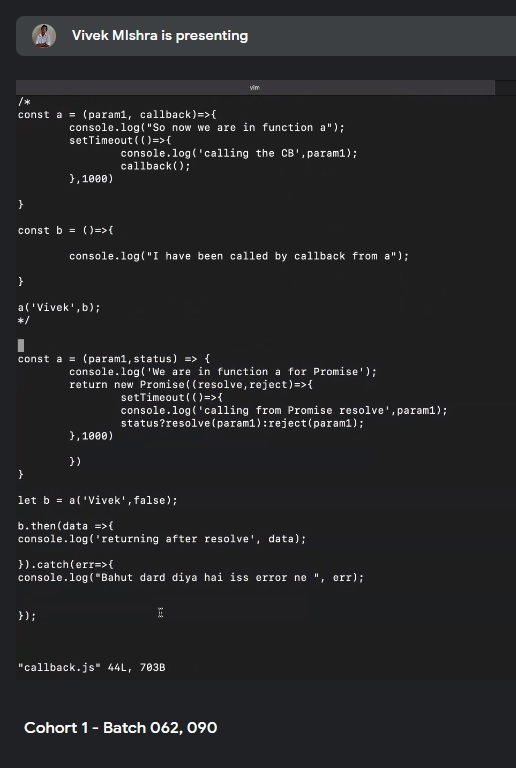 Vivek MIshra is presenting
vim
/*
const a = (param1, callback)=>{
console.log("So now we are in function a");
setTimeout(()=>{
console.log('calling the CB',param1);
callback();
},1000)
}
const b = ()=>{
console.log("I have been called by callback from a");
}
a('Vivek',b);
*/
const a = (param1,status) => {
console.log('We are in function a for Promise');
return new Promise((resolve,reject)=>{
setTimeout(()=>{
console.log('calling from Promise resolve',param1);
status?resolve(param1):reject(param1);
},1000)
})
}
let b = a('Vivek',false);
b.then(data =>{
console.log('returning after resolve', data);
}).catch(err=>{
console.log("Bahut dard diya hai iss error ne ", err);
});
"callback.js" 44L, 703B
Cohort 1 - Batch 062, 090